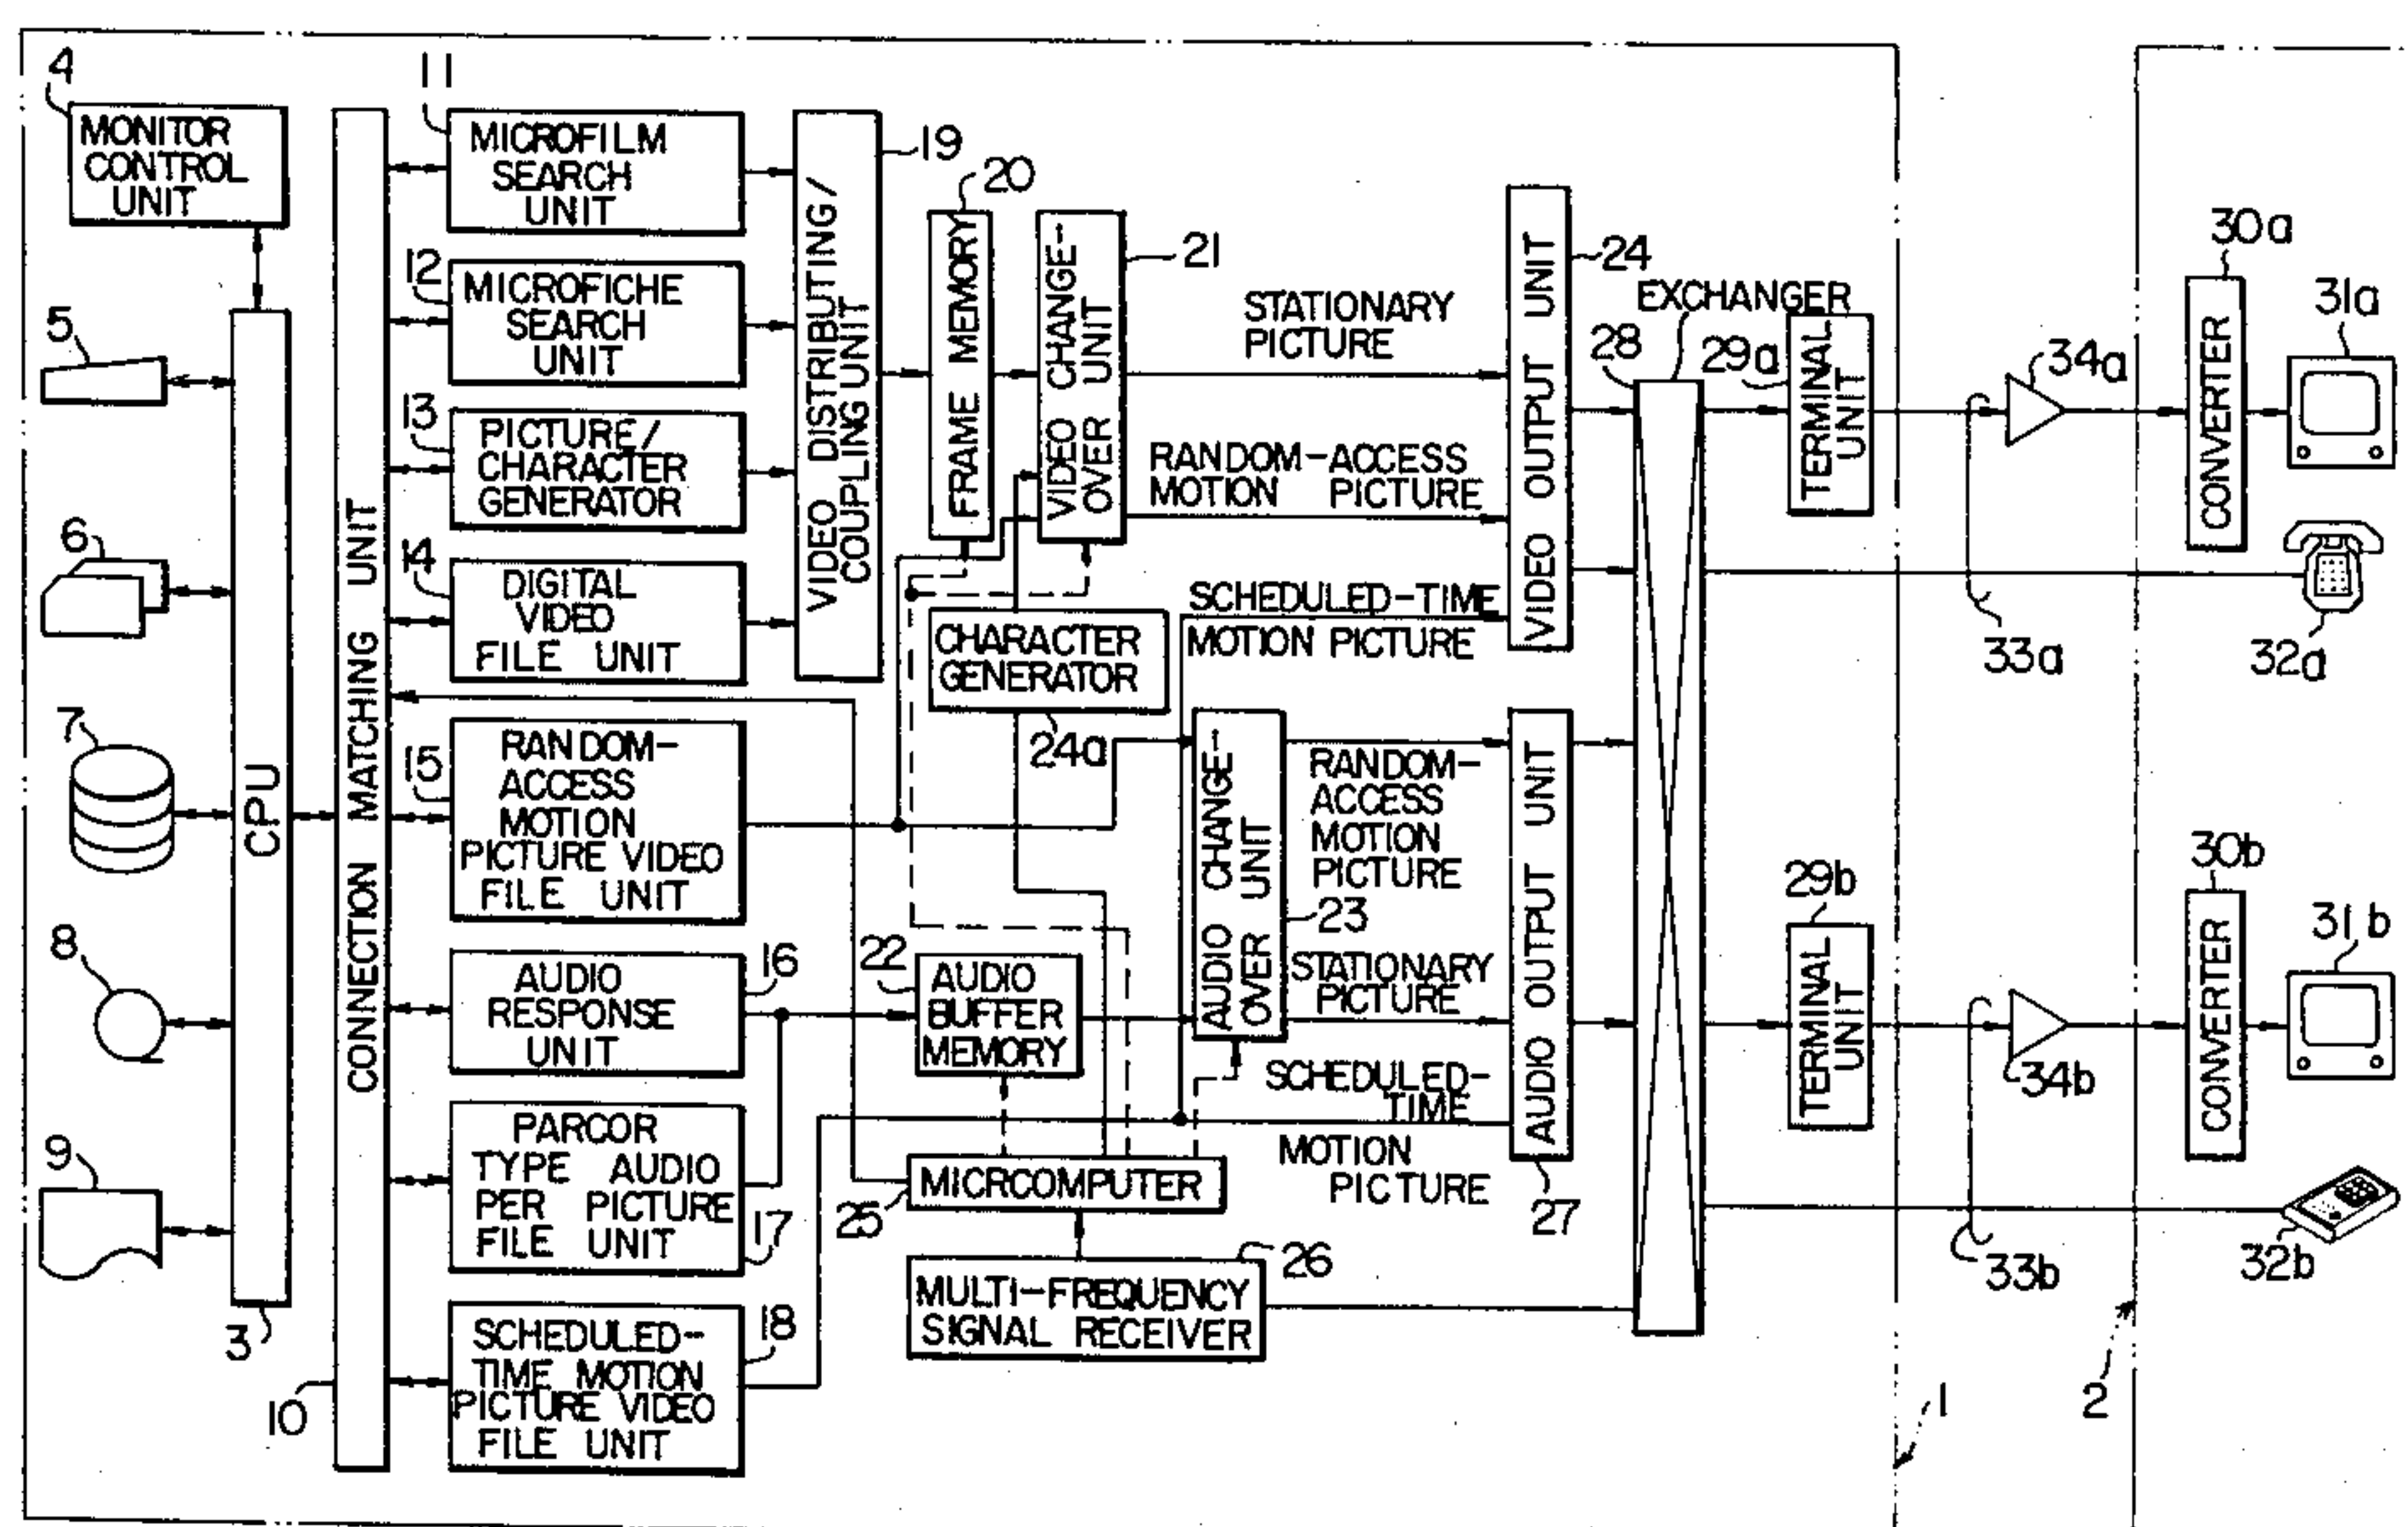 4
MONITOR
CONTROL
UNIT
5
6
7
8
9
CPU
3
CONNECTION MATCHING UNIT
10
11
MICROFILM
SEARCH
UNIT
12
MICROFICHE
SEARCH
UNIT
13
PICTURE/
CHARACTER
GENERATOR
14
DIGITAL
VIDEO
FILE UNIT
15
RANDOM-
ACCESS
MOTION
PICTURE VIDEO
FILE UNIT
16
AUDIO
RESPONSE
UNIT
PARCOR
TYPE AUDIO
PER PICTURE
FILE UNIT
17
18
SCHEDULED-
TIME MOTION
PICTURE VIDEO
FILE UNIT
VIDEO DISTRIBUTING/
COUPLING UNIT
19
20
FRAME MEMORY
VIDEO CHANGE-
OVER UNIT
21
CHARACTER
GENERATOR
24a
22
AUDIO
BUFFER
MEMORY
AUDIO CHANGE-
OVER UNIT
23
MICRCOMPUTER
25
26
MULTI-FREQUENCY
SIGNAL RECEIVER
STATIONARY
PICTURE
RANDOM-ACCESS
MOTION PICTURE
SCHEDULED-TIME
MOTION PICTURE
VIDEO OUTPUT UNIT
24
RANDOM-
ACCESS
MOTION
PICTURE
STATIONARY
PICTURE
SCHEDULED-
TIME
MOTION
PICTURE
AUDIO OUTPUT UNIT
27
EXCHANGER
28
29a
TERMINAL
UNIT
29b
TERMINAL
UNIT
34a
33a
34b
33b
30a
CONVERTER
31a
32a
30b
CONVERTER
31b
32b
1
2